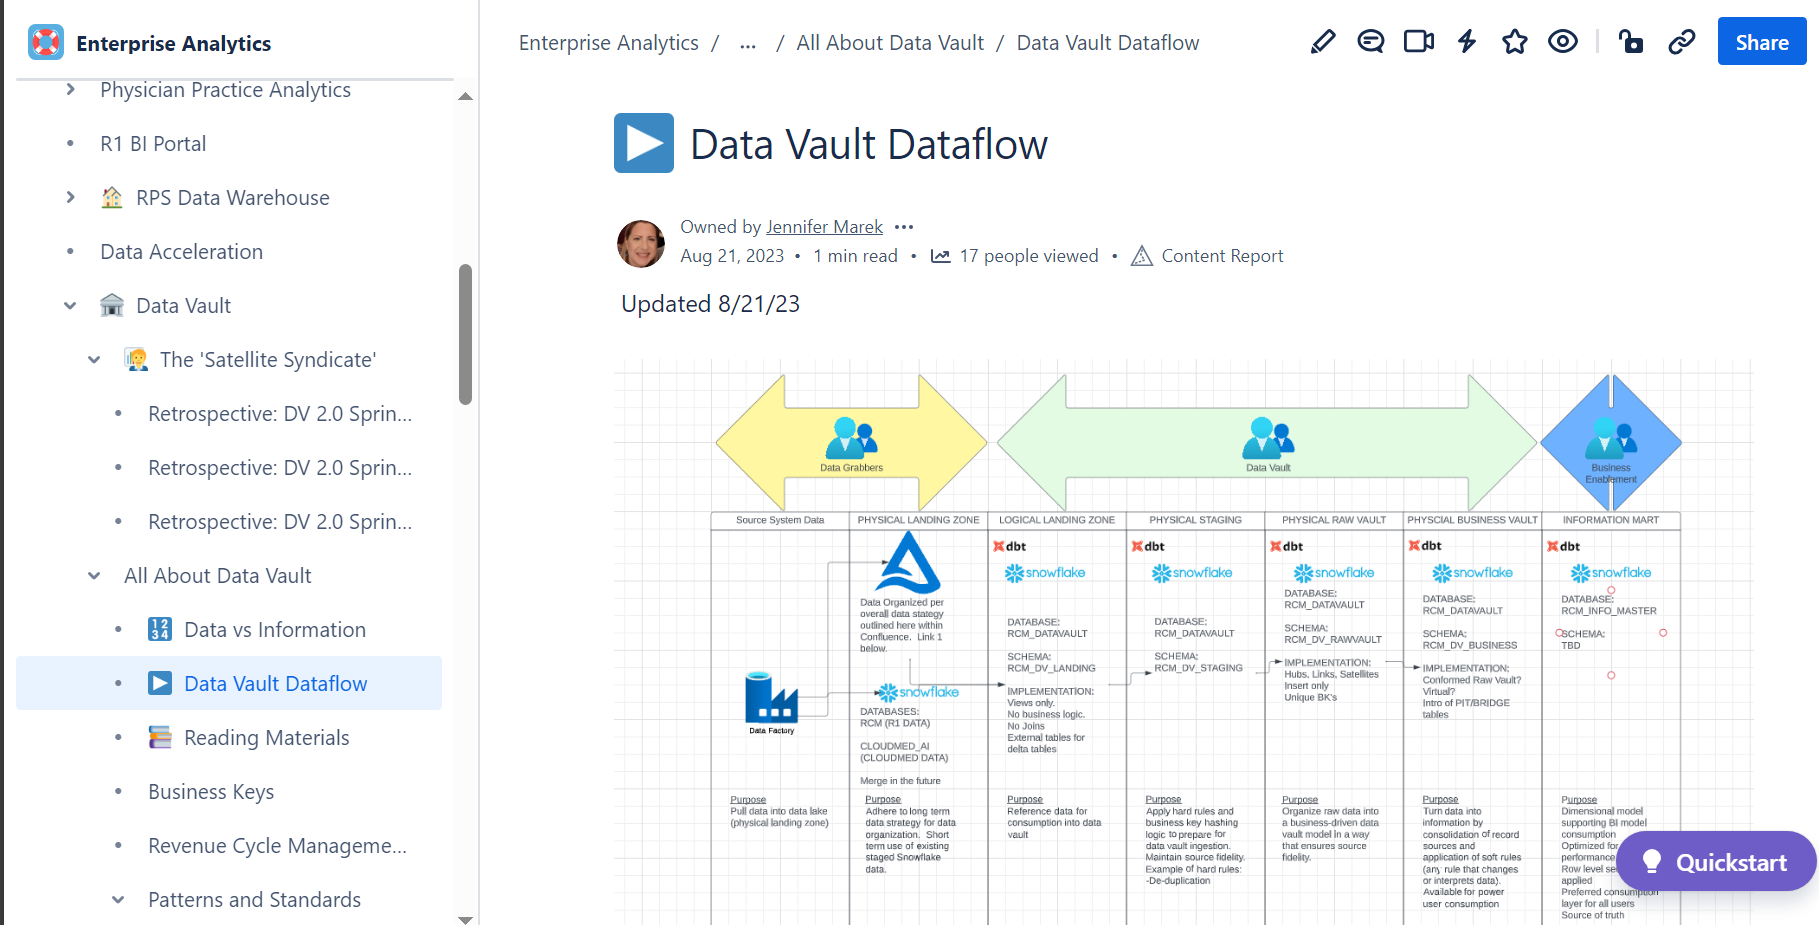 Enterprise Analytics
Physician Practice Analytics
R1 BI Portal
RPS Data Warehouse
Data Acceleration
Data Vault
The 'Satellite Syndicate'
Retrospective: DV 2.0 Sprin...
Retrospective: DV 2.0 Sprin...
Retrospective: DV 2.0 Sprin...
All About Data Vault
Data vs Information
Data Vault Dataflow
Reading Materials
Business Keys
Revenue Cycle Manageme...
Patterns and Standards
Enterprise Analytics / ... / All About Data Vault / Data Vault Dataflow
Share
Data Vault Dataflow
Owned by Jennifer Marek •••
Aug 21, 2023 • 1 min read • 17 people viewed • Content Report
Updated 8/21/23
Data Grabbers
Data Vault
Business
Enablement
Source System Data
PHYSICAL LANDING ZONE
LOGICAL LANDING ZONE
PHYSICAL STAGING
PHYSICAL RAW VAULT
PHYSCIAL BUSINESS VAULT
INFORMATION MART
Data Factory
Purpose
Pull data into data lake
(physical landing zone)
Data Organized per
overall data stategy
outlined here within
Confluence. Link 1
below.
snowflake
DATABASES:
RCM (R1 DATA)
CLOUDMED_AI
(CLOUDMED DATA)
Merge in the future
Purpose
Adhere to long term
data strategy for data
organization. Short
term use of existing
staged Snowflake
data.
dbt
snowflake
DATABASE:
RCM_DATAVAULT
SCHEMA:
RCM_DV_LANDING
IMPLEMENTATION:
Views only.
No business logic.
No Joins
External tables for
delta tables
Purpose
Reference data for
consumption into data
vault
dbt
snowflake
DATABASE:
RCM_DATAVAULT
SCHEMA:
RCM_DV_STAGING
Purpose
Apply hard rules and
business key hashing
logic to prepare for
data vault ingestion.
Maintain source fidelity.
Example of hard rules:
-De-duplication
dbt
snowflake
DATABASE:
RCM_DATAVAULT
SCHEMA:
RCM_DV_RAWVAULT
IMPLEMENTATION:
Hubs, Links, Satellites
Insert only
Unique BK's
Purpose
Organize raw data into
a business-driven data
vault model in a way
that ensures source
fidelity.
dbt
snowflake
DATABASE:
RCM_DATAVAULT
SCHEMA:
RCM_DV_BUSINESS
IMPLEMENTATION:
Conformed Raw Vault?
Virtual?
Intro of PIT/BRIDGE
tables
Purpose
Turn data into
information by
consolidation of record
sources and
application of soft rules
(any rule that changes
or interprets data).
Available for power
user consumption
dbt
snowflake
DATABASE:
RCM_INFO_MASTER
SCHEMA:
TBD
Purpose
Dimensional model
supporting BI model
consumption
Optimized for
performance
Row level se
applied
Preferred consumption
layer for all users
Source of truth
Quickstart